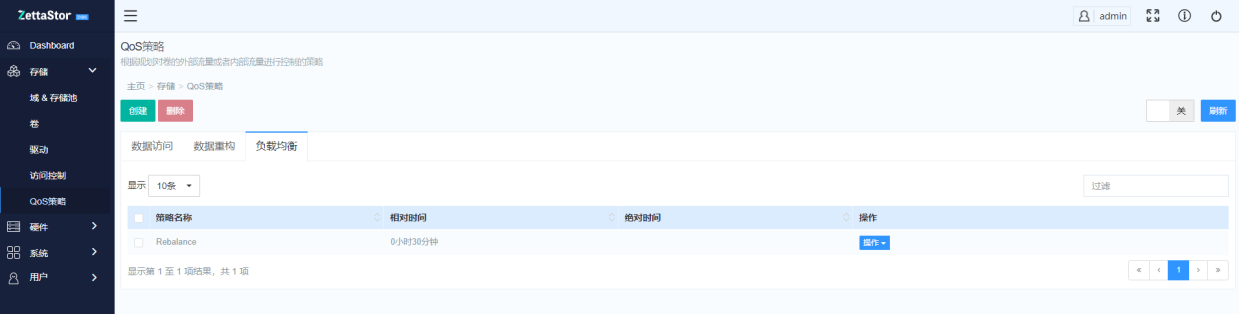 ZettaStor
admin
Dashboard
存储
域 & 存储池
卷
驱动
访问控制
QoS策略
硬件
系统
用户
QoS策略
根据规划对卷的外部流量或者内部流量进行控制的策略
主页 > 存储 > QoS策略
创建 删除 关 刷新
数据访问 数据重构 负载均衡
显示 10条 过滤
策略名称 相对时间 绝对时间 操作
Rebalance 0小时30分钟 操作
显示第 1 至 1 项结果，共 1 项
« ‹ 1 › »